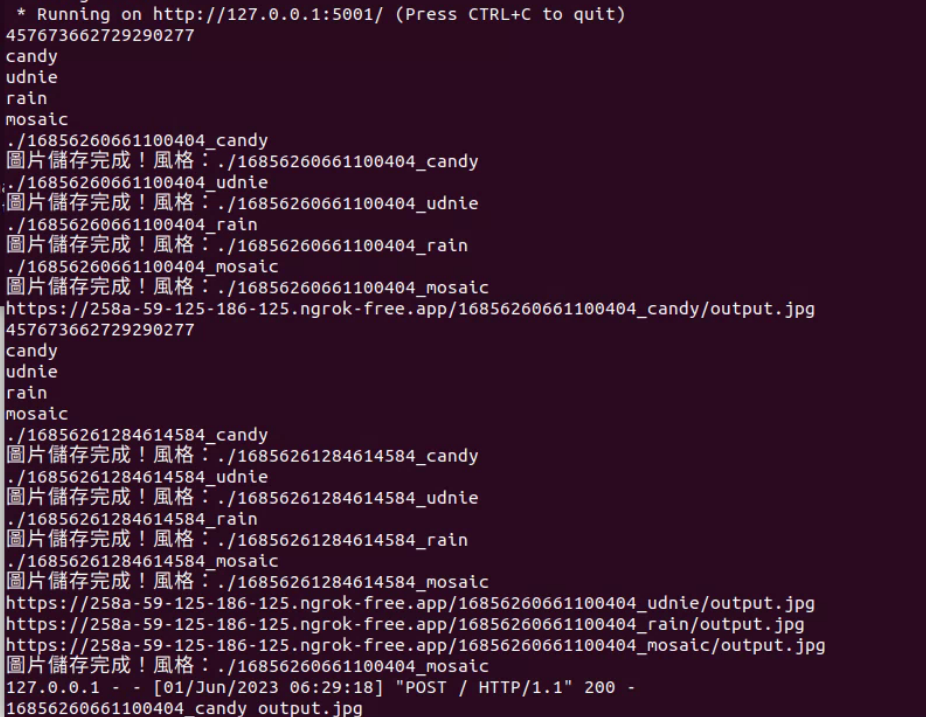 * Running on http://127.0.0.1:5001/ (Press CTRL+C to quit)
457673662729290277
candy
udnie
rain
mosaic
./16856260661100404_candy
圖片儲存完成！風格：./16856260661100404_candy
./16856260661100404_udnie
圖片儲存完成！風格：./16856260661100404_udnie
./16856260661100404_rain
圖片儲存完成！風格：./16856260661100404_rain
./16856260661100404_mosaic
圖片儲存完成！風格：./16856260661100404_mosaic
https://258a-59-125-186-125.ngrok-free.app/16856260661100404_candy/output.jpg
457673662729290277
candy
udnie
rain
mosaic
./16856261284614584_candy
圖片儲存完成！風格：./16856261284614584_candy
./16856261284614584_udnie
圖片儲存完成！風格：./16856261284614584_udnie
./16856261284614584_rain
圖片儲存完成！風格：./16856261284614584_rain
./16856261284614584_mosaic
圖片儲存完成！風格：./16856261284614584_mosaic
https://258a-59-125-186-125.ngrok-free.app/16856260661100404_udnie/output.jpg
https://258a-59-125-186-125.ngrok-free.app/16856260661100404_rain/output.jpg
https://258a-59-125-186-125.ngrok-free.app/16856260661100404_mosaic/output.jpg
圖片儲存完成！風格：./16856260661100404_mosaic
127.0.0.1 - - [01/Jun/2023 06:29:18] "POST / HTTP/1.1" 200 -
16856260661100404_candy output.jpg